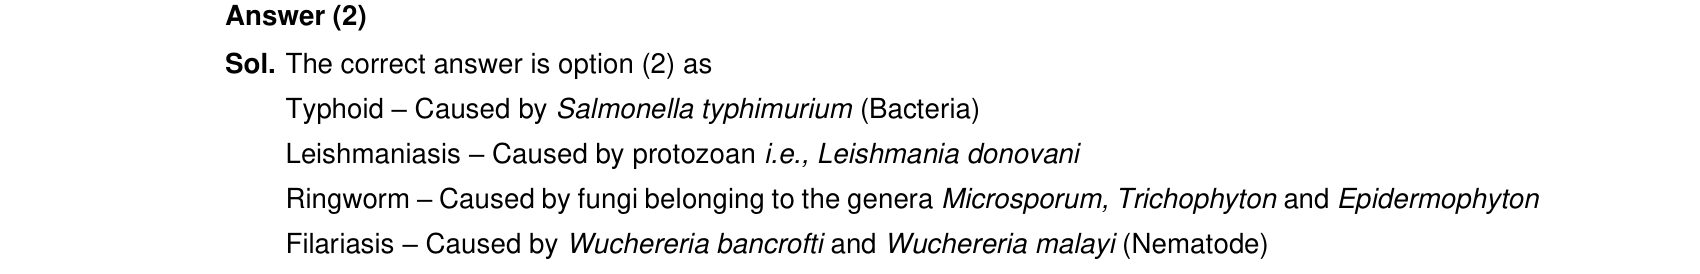 Answer (2)
Sol. The correct answer is option (2) as
Typhoid – Caused by Salmonella typhimurium (Bacteria)
Leishmaniasis – Caused by protozoan i.e., Leishmania donovani
Ringworm – Caused by fungi belonging to the genera Microsporum, Trichophyton and Epidermophyton
Filariasis – Caused by Wuchereria bancrofti and Wuchereria malayi (Nematode)